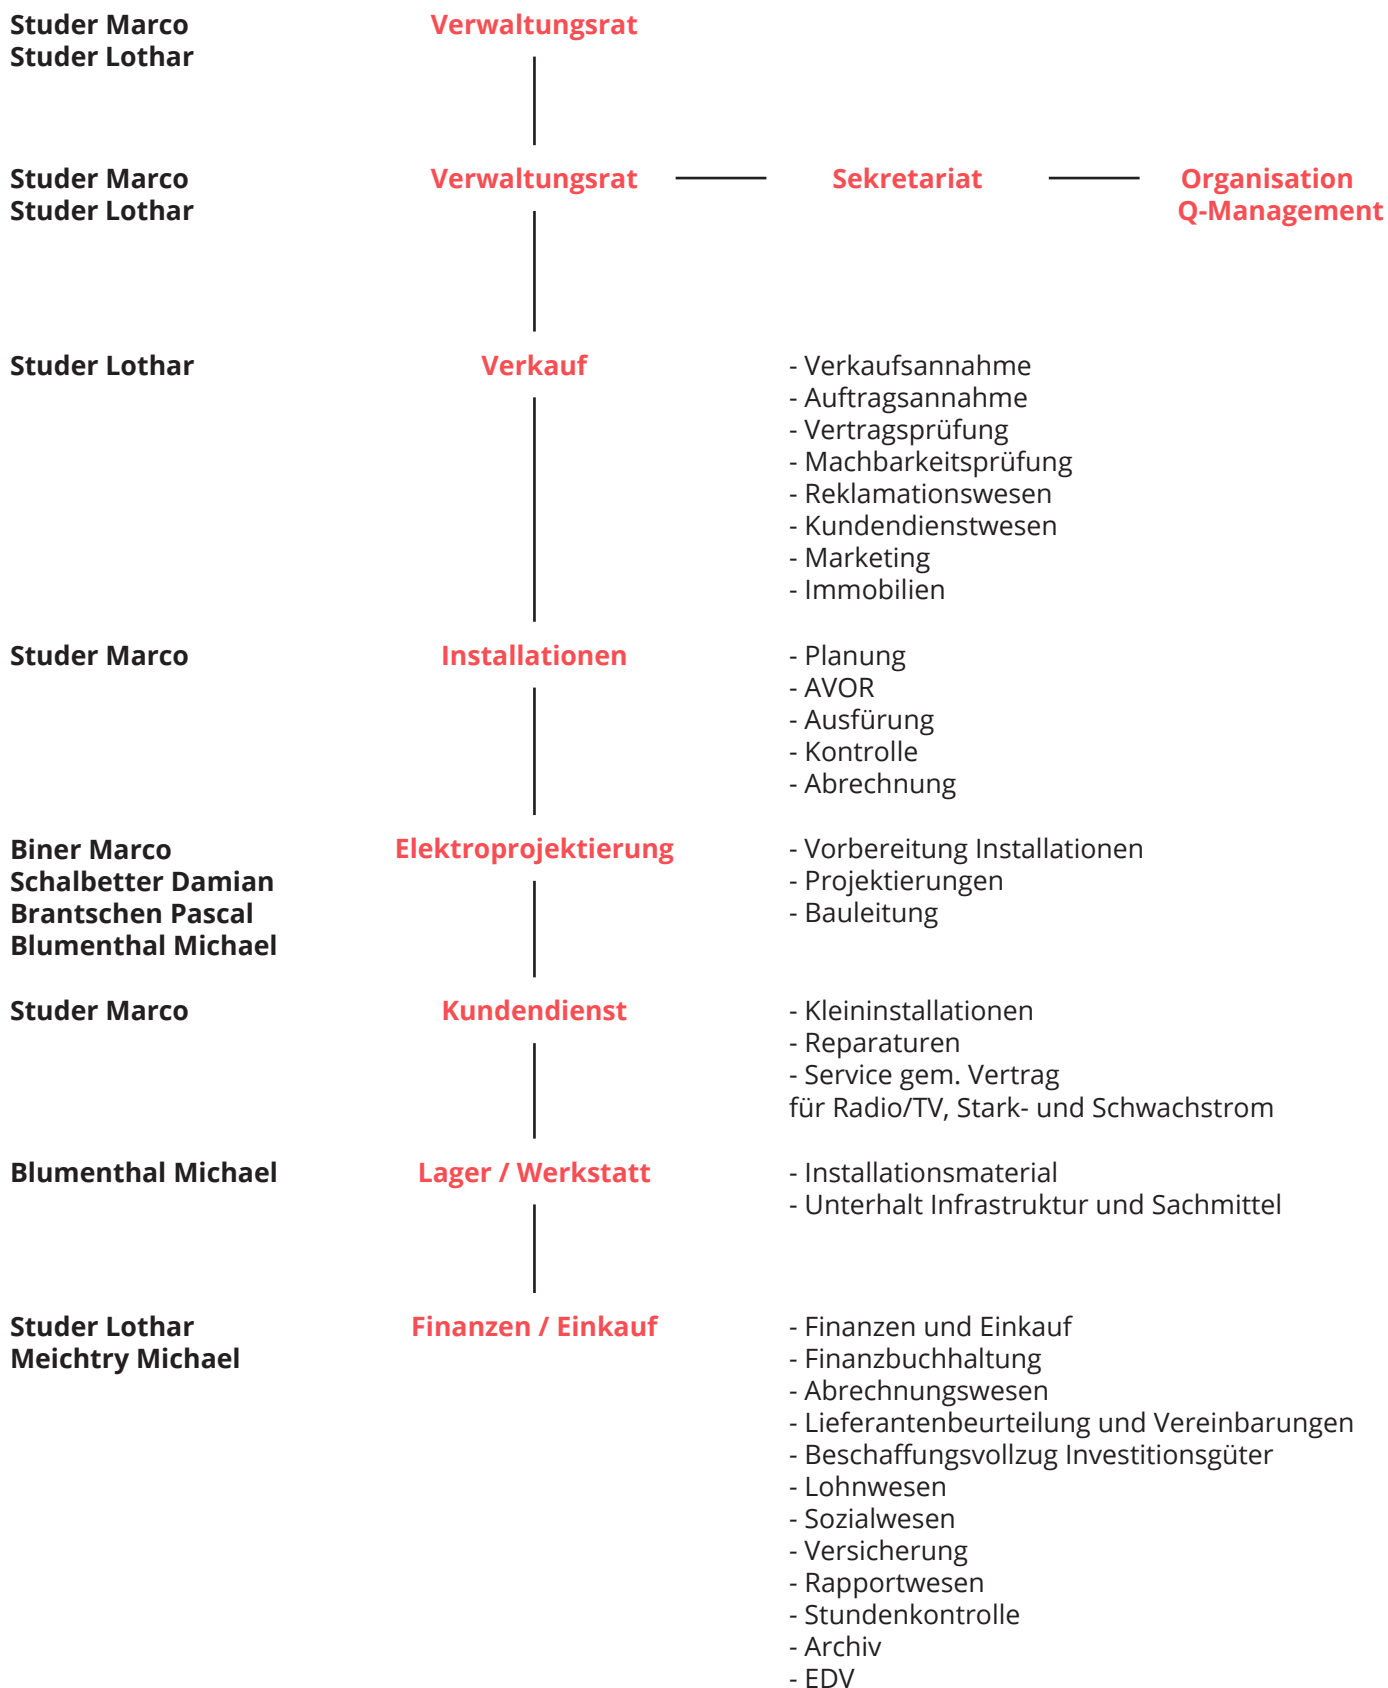 Studer Marco
Studer Lothar
Verwaltungsrat
Studer Marco
Studer Lothar
Verwaltungsrat
Sekretariat
Organisation
Q-Management
Studer Lothar
Verkauf
- Verkaufsannahme
- Auftragsannahme
- Vertragsprüfung
- Machbarkeitsprüfung
- Reklamationswesen
- Kundendienstwesen
- Marketing
- Immobilien
Studer Marco
Installationen
- Planung
- AVOR
- Ausfürung
- Kontrolle
- Abrechnung
Biner Marco
Schalbetter Damian
Brantschen Pascal
Blumenthal Michael
Elektroprojektierung
- Vorbereitung Installationen
- Projektierungen
- Bauleitung
Studer Marco
Kundendienst
- Kleininstallationen
- Reparaturen
- Service gem. Vertrag
für Radio/TV, Stark- und Schwachstrom
Blumenthal Michael
Lager / Werkstatt
- Installationsmaterial
- Unterhalt Infrastruktur und Sachmittel
Studer Lothar
Meichtry Michael
Finanzen / Einkauf
- Finanzen und Einkauf
- Finanzbuchhaltung
- Abrechnungswesen
- Lieferantenbeurteilung und Vereinbarungen
- Beschaffungsvollzug Investitionsgüter
- Lohnwesen
- Sozialwesen
- Versicherung
- Rapportwesen
- Stundenkontrolle
- Archiv
- EDV